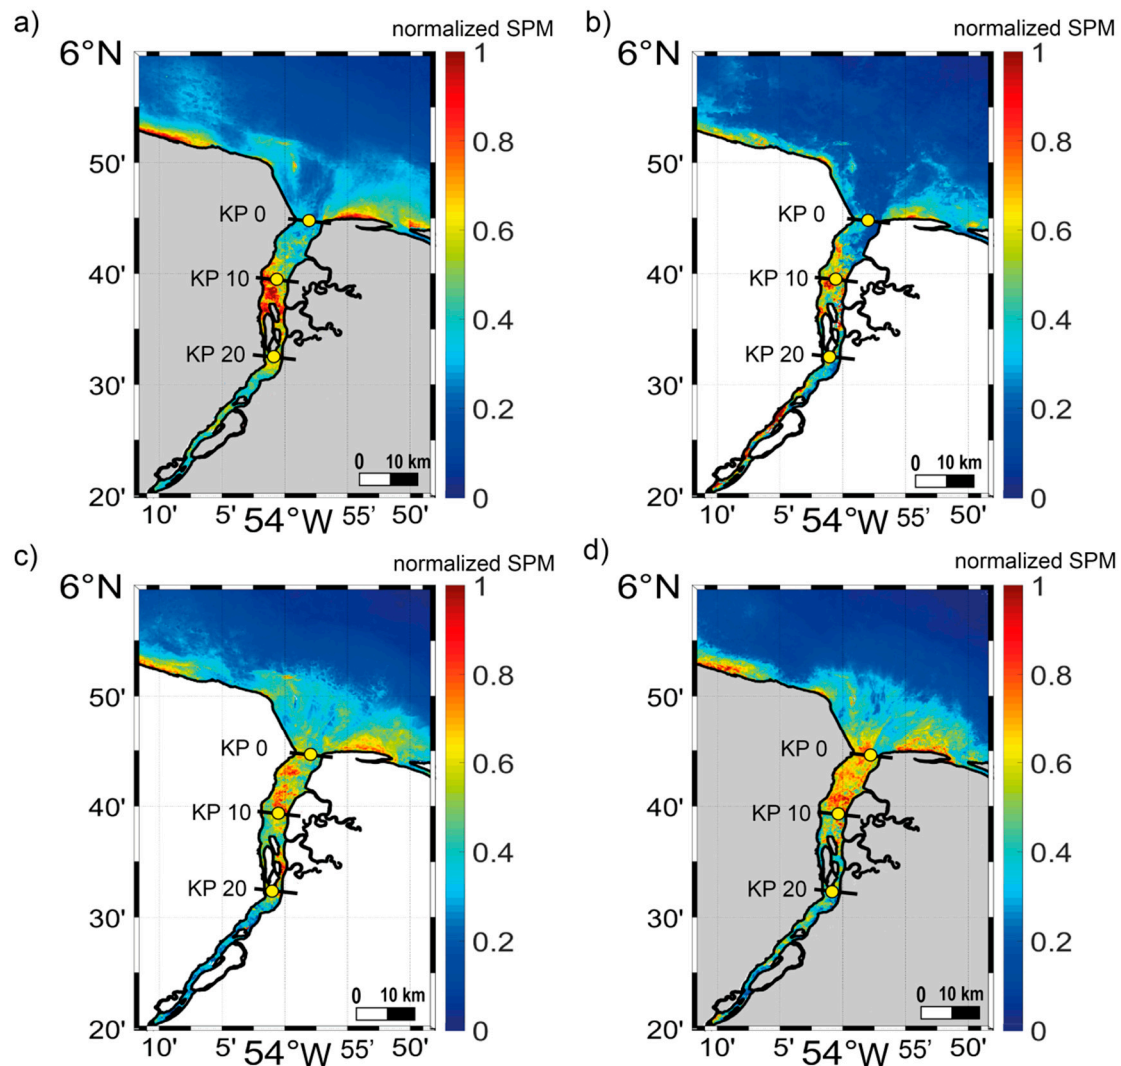 a)
normalized SPM
6°N
50'
40'
30'
20'
KP 0
KP 10
KP 20
0 10 km
10' 5' 54°W 55' 50'
1
0.8
0.6
0.4
0.2
0
b)
normalized SPM
6°N
50'
40'
30'
20'
KP 0
KP 10
KP 20
0 10 km
10' 5' 54°W 55' 50'
1
0.8
0.6
0.4
0.2
0
c)
normalized SPM
6°N
50'
40'
30'
20'
KP 0
KP 10
KP 20
0 10 km
10' 5' 54°W 55' 50'
1
0.8
0.6
0.4
0.2
0
d)
normalized SPM
6°N
50'
40'
30'
20'
KP 0
KP 10
KP 20
0 10 km
10' 5' 54°W 55' 50'
1
0.8
0.6
0.4
0.2
0